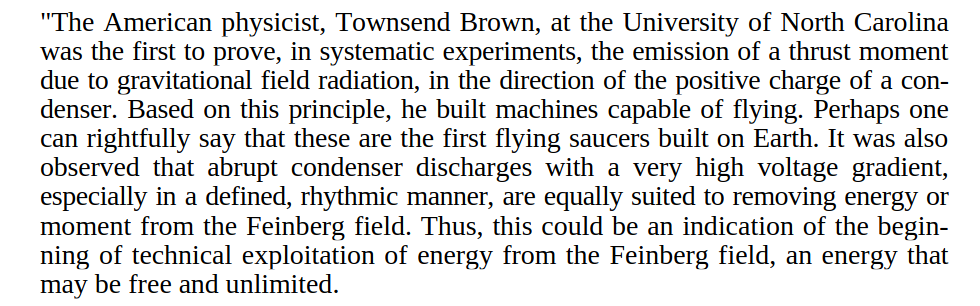 "The American physicist, Townsend Brown, at the University of North Carolina
was the first to prove, in systematic experiments, the emission of a thrust moment
due to gravitational field radiation, in the direction of the positive charge of a con-
denser. Based on this principle, he built machines capable of flying. Perhaps one
can rightfully say that these are the first flying saucers built on Earth. It was also
observed that abrupt condenser discharges with a very high voltage gradient,
especially in a defined, rhythmic manner, are equally suited to removing energy or
moment from the Feinberg field. Thus, this could be an indication of the begin-
ning of technical exploitation of energy from the Feinberg field, an energy that
may be free and unlimited.